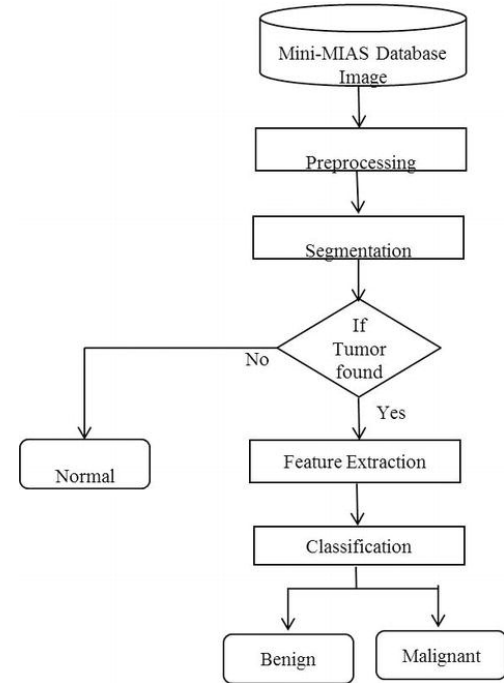 Mini-MIAS Database
Image
Preprocessing
Segmentation
If
Tumor
found
No
Yes
Normal
Feature Extraction
Classification
Benign
Malignant